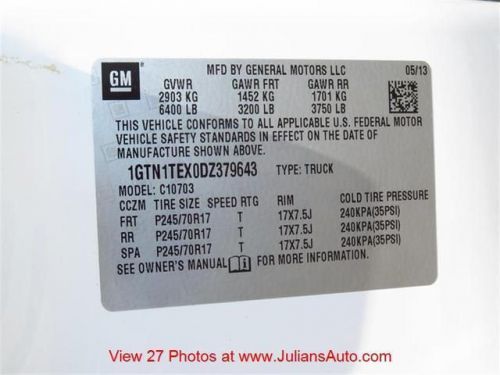 GM
MFD BY GENERAL MOTORS LLC 05/13
GVWR GAWR FRT GAWR RR
2903 KG 1452 KG 1701 KG
6400 LB 3200 LB 3750 LB
THIS VEHICLE CONFORMS TO ALL APPLICABLE U.S. FEDERAL MOTOR
VEHICLE SAFETY STANDARDS IN EFFECT ON THE DATE OF
MANUFACTURE SHOWN ABOVE.
1GTN1TEX0DZ379643 TYPE: TRUCK
MODEL: C10703
CCZM TIRE SIZE SPEED RTG RIM COLD TIRE PRESSURE
FRT P245/70R17 T 17X7.5J 240KPA(35PSI)
RR P245/70R17 T 17X7.5J 240KPA(35PSI)
SPA P245/70R17 T 17X7.5J 240KPA(35PSI)
SEE OWNER'S MANUAL FOR MORE INFORMATION.
View 27 Photos at www.JuliansAuto.com